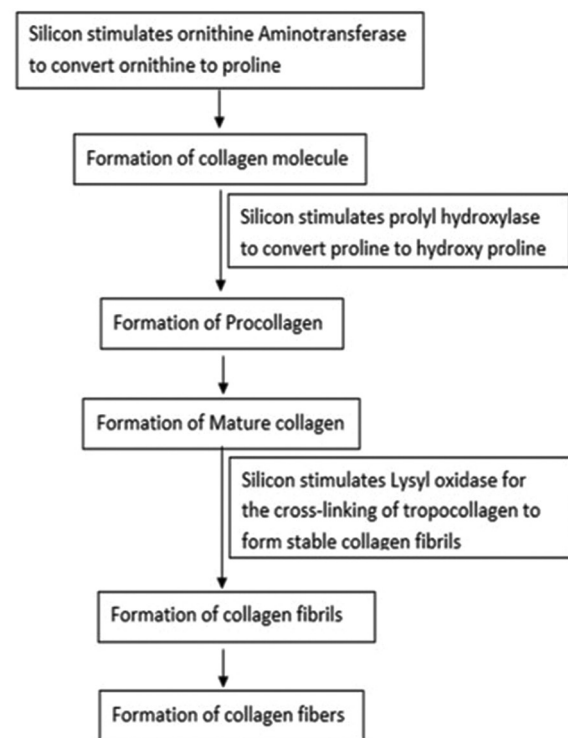 Silicon stimulates ornithine Aminotransferase
to convert ornithine to proline
Formation of collagen molecule
Silicon stimulates prolyl hydroxylase
to convert proline to hydroxy proline
Formation of Procollagen
Formation of Mature collagen
Silicon stimulates Lysyl oxidase for
the cross-linking of tropocollagen to
form stable collagen fibrils
Formation of collagen fibrils
Formation of collagen fibers